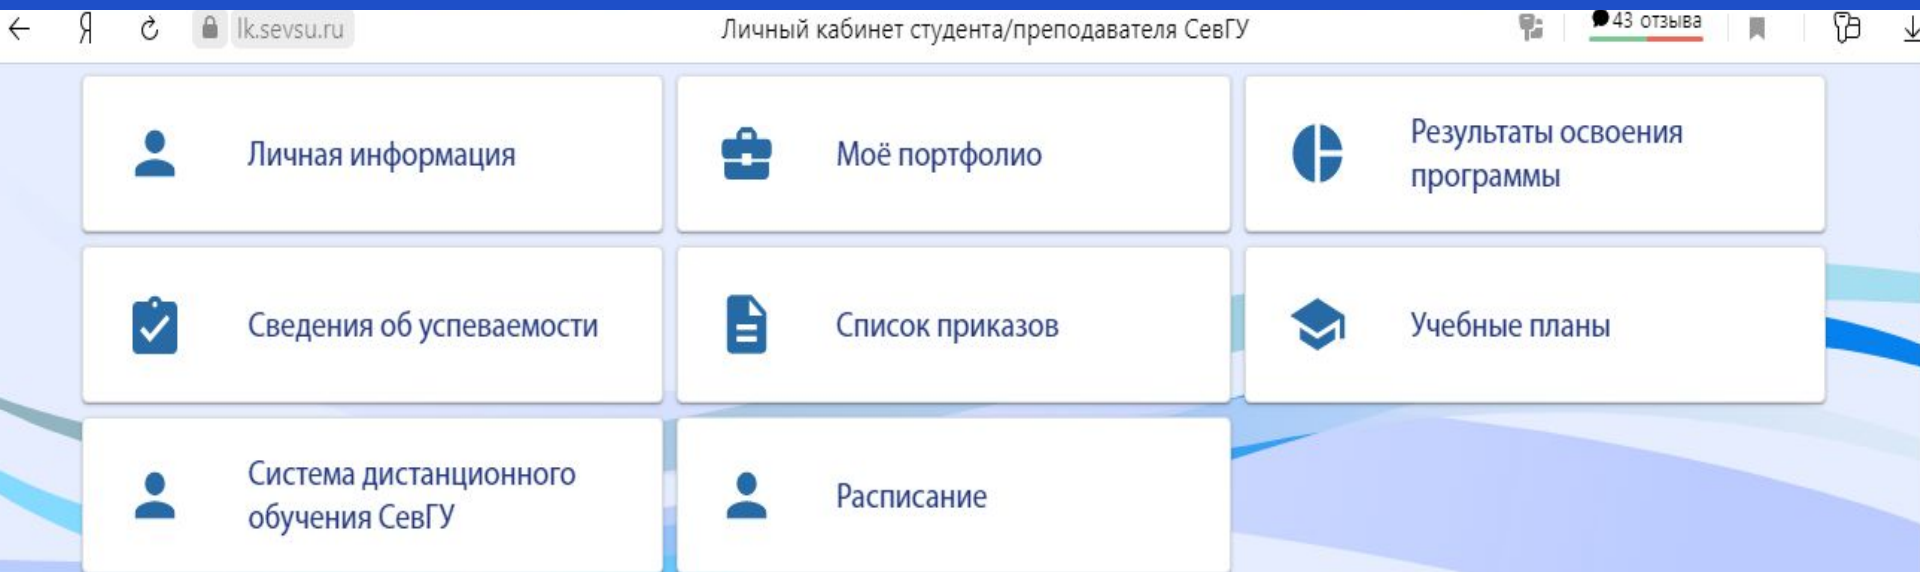 lk.sevsu.ru
Личный кабинет студента/преподавателя СевГУ
43 отзыва
Личная информация
Моё портфолио
Результаты освоения
программы
Сведения об успеваемости
Список приказов
Учебные планы
Система дистанционного
обучения СевГУ
Расписание